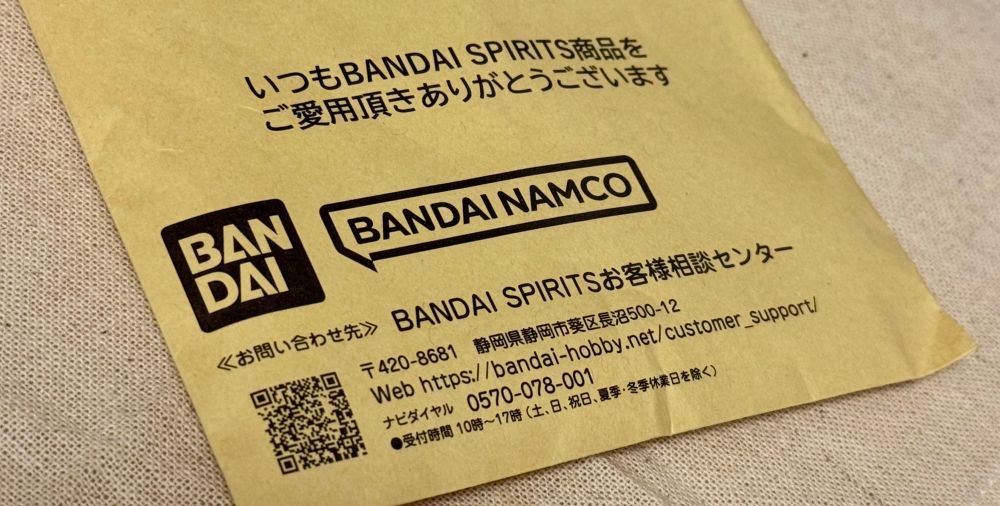 いつもBANDAI SPIRITS商品を
ご愛用頂きありがとうございます
BAN
DAI
BANDAI NAMCO
≪お問い合わせ先≫ BANDAI SPIRITSお客様相談センター
〒420-8681 静岡県静岡市葵区長沼500-12
Web https://bandai-hobby.net/customer_support/
ナビダイヤル 0570-078-001
●受付時間 10時〜17時（土、日、祝日、夏季・冬季休業日を除く）